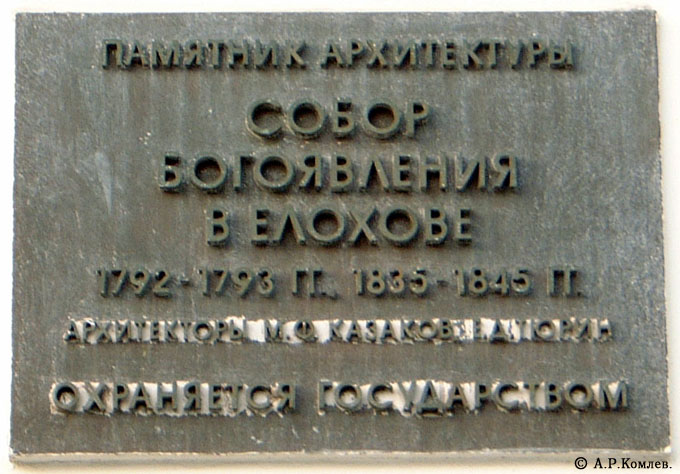 ПАМЯТНИК АРХИТЕКТУРЫ
СОБОР
БОГОЯВЛЕНИЯ
В ЕЛОХОВЕ
1792-1793 ГГ., 1835-1845 ГГ.
АРХИТЕКТОРЫ М.Ф. КАЗАКОВ, Е.Д.ТЮРИН
ОХРАНЯЕТСЯ ГОСУДАРСТВОМ
© А.Р.Комлев.